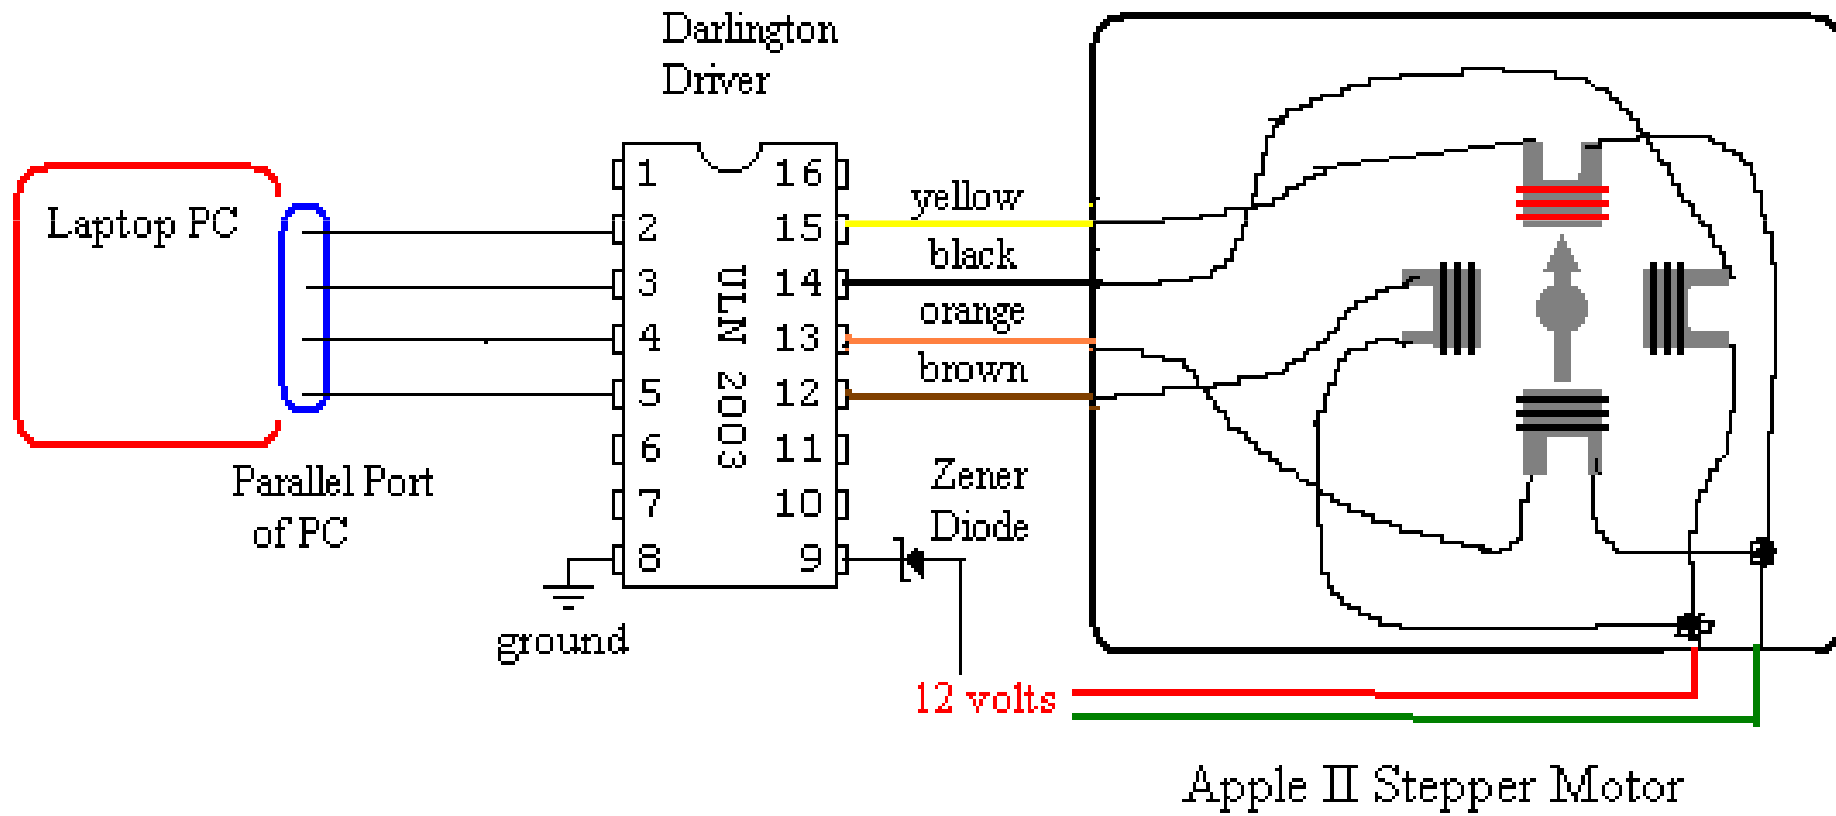 Darlington
Driver
Laptop PC
Parallel Port
of PC
1
2
3
4
5
6
7
8
ULN 2003
16
15
14
13
12
11
10
9
yellow
black
orange
brown
Zener
Diode
ground
12 volts
Apple II Stepper Motor